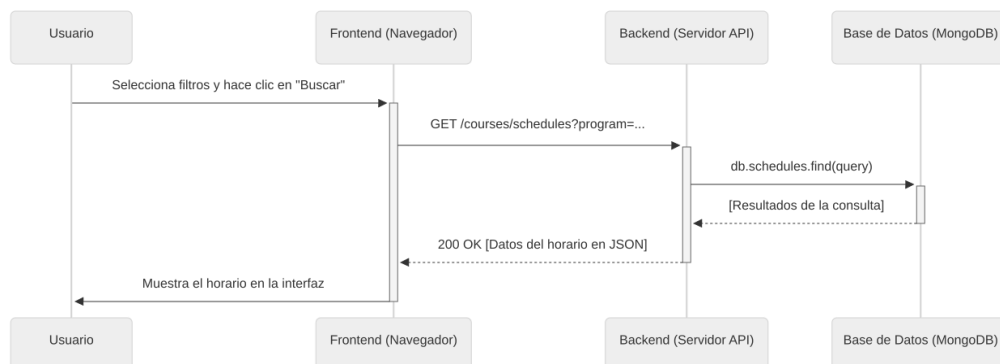 Usuario
Frontend (Navegador)
Backend (Servidor API)
Base de Datos (MongoDB)
Selecciona filtros y hace clic en "Buscar"
GET /courses/schedules?program=...
db.schedules.find(query)
[Resultados de la consulta]
200 OK [Datos del horario en JSON]
Muestra el horario en la interfaz
Usuario
Frontend (Navegador)
Backend (Servidor API)
Base de Datos (MongoDB)